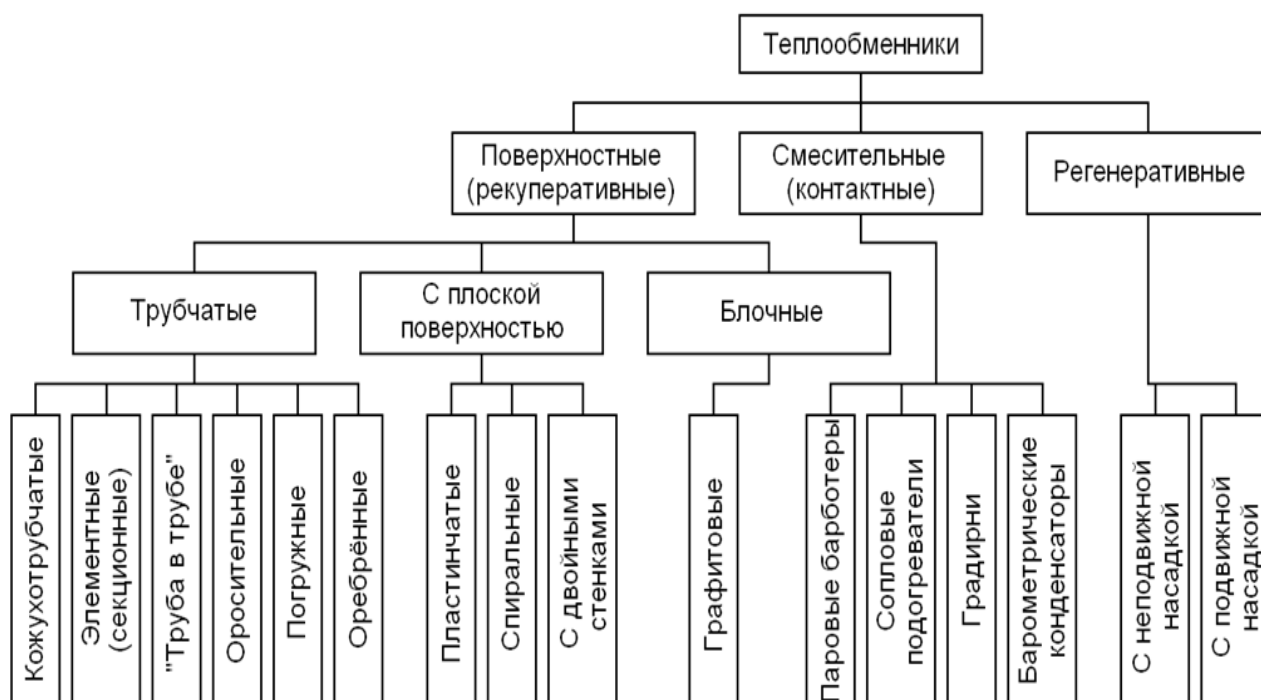 Теплообменники
Поверхностные
(рекуперативные)
Смесительные
(контактные)
Регенеративные
Трубчатые
С плоской
поверхностью
Блочные
Кожухотрубчатые
Элементные
(секционные)
"Труба в трубе"
Оросительные
Погружные
Оребрённые
Пластинчатые
Спиральные
С двойными
стенками
Графитовые
Паровые барботеры
Сопловые
подогреватели
Градирни
Барометрические
конденсаторы
С неподвижной
насадкой
С подвижной
насадкой